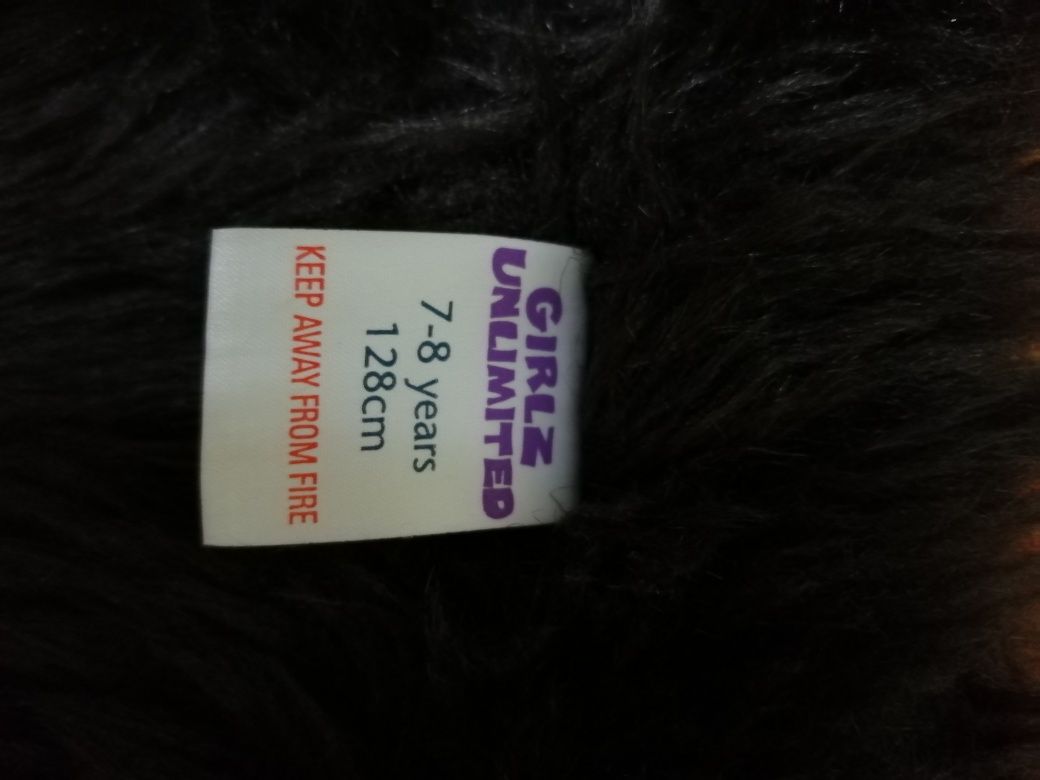 GIRLZ
UNLIMITED
7-8 years
128cm
KEEP AWAY FROM FIRE